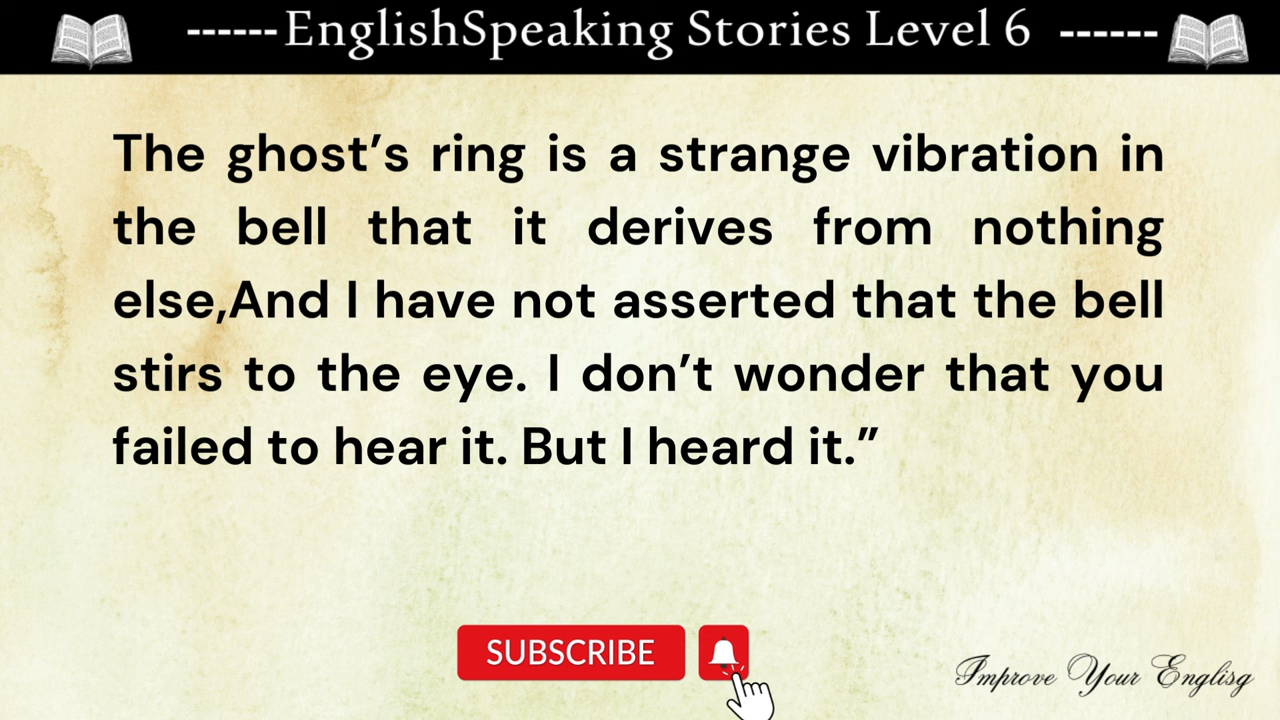 ------EnglishSpeaking Stories Level 6 ------
The ghost’s ring is a strange vibration in
the bell that it derives from nothing
else,And I have not asserted that the bell
stirs to the eye. I don’t wonder that you
failed to hear it. But I heard it.”
SUBSCRIBE
Improve Your Englisg